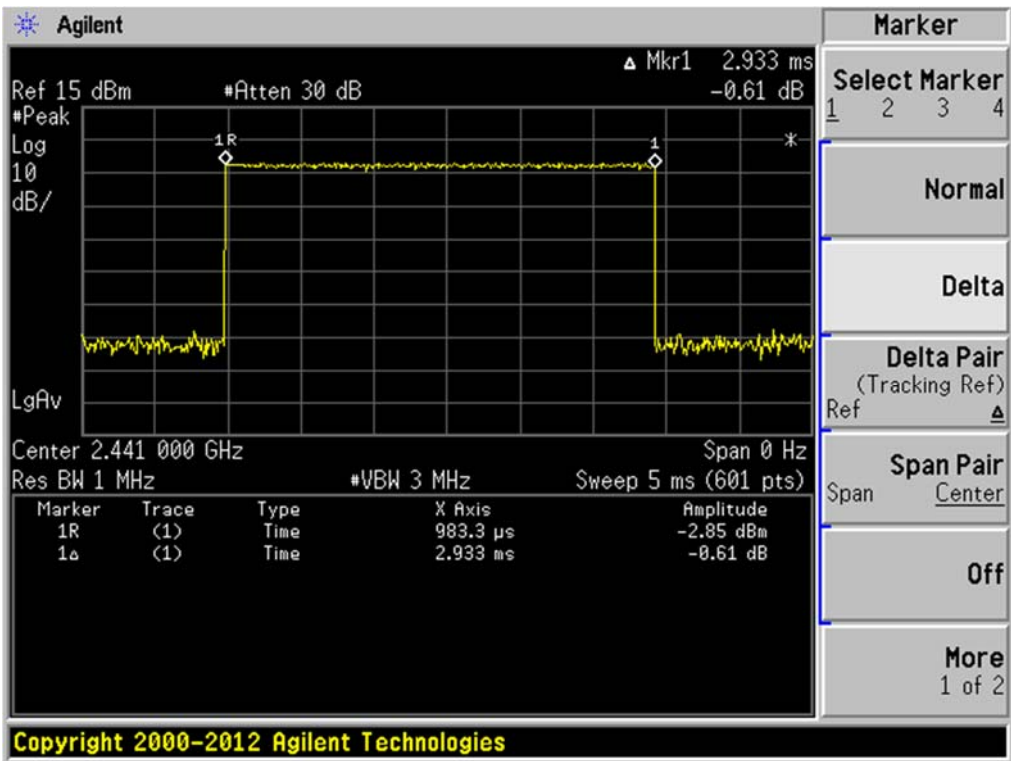 Agilent
Marker
▵ Mkr1 2.933 ms
Ref 15 dBm #Atten 30 dB -0.61 dB
#Peak
Log
10
dB/
1R
1
*
LgAv
Center 2.441 000 GHz Span 0 Hz
Res BW 1 MHz #VBW 3 MHz Sweep 5 ms (601 pts)
Marker Trace Type X Axis Amplitude
1R (1) Time 983.3 µs -2.85 dBm
1▵ (1) Time 2.933 ms -0.61 dB
Select Marker
1 2 3 4
Normal
Delta
Delta Pair
(Tracking Ref)
Ref ▵
Span Pair
Span Center
Off
More
1 of 2
Copyright 2000-2012 Agilent Technologies